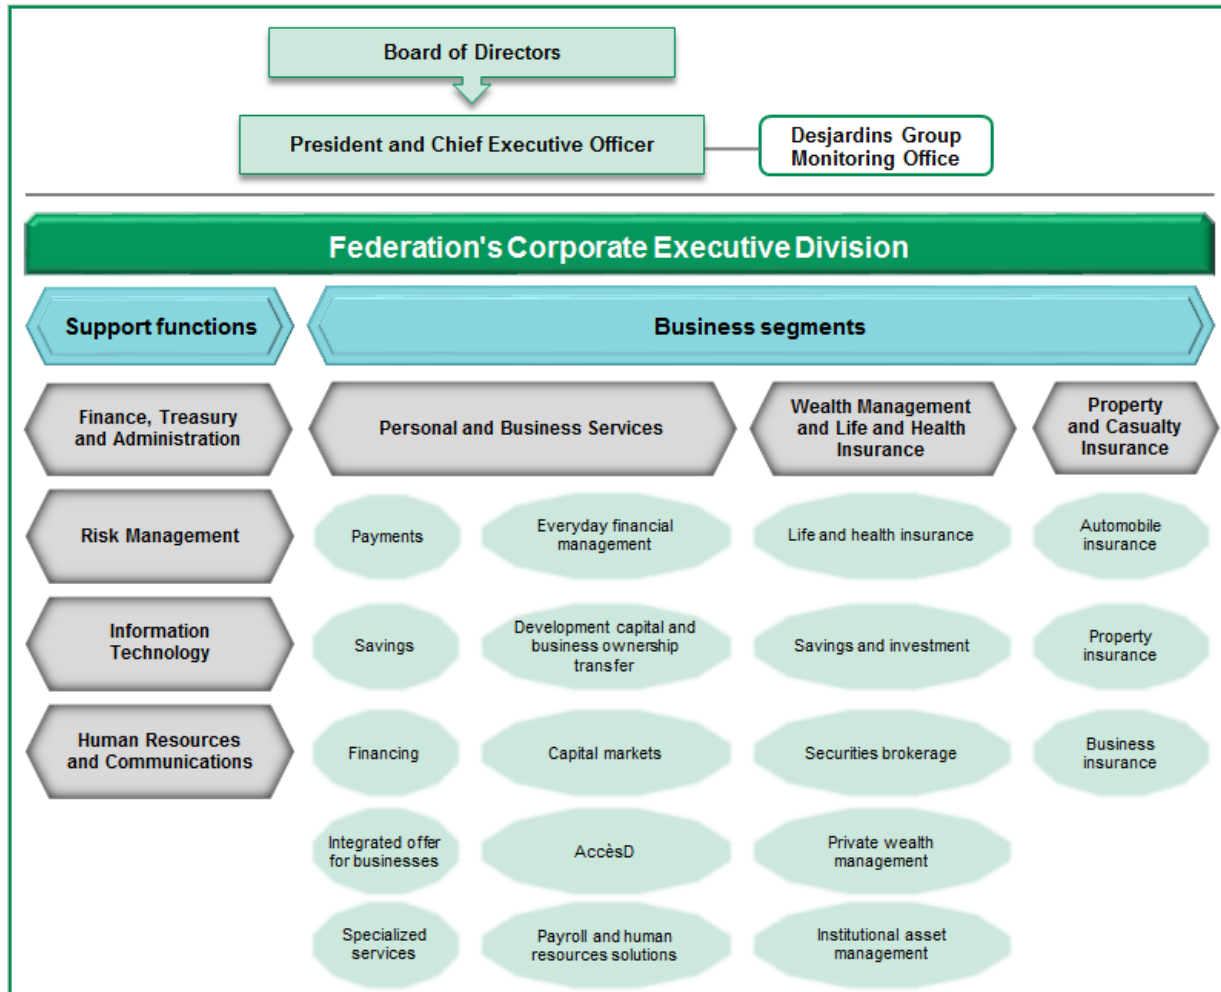 Board of Directors
President and Chief Executive Officer
Desjardins Group
Monitoring Office
Federation's Corporate Executive Division
Support functions
Business segments
Finance, Treasury
and Administration
Personal and Business Services
Wealth Management
and Life and Health
Insurance
Property
and Casualty
Insurance
Risk Management
Payments
Everyday financial
management
Life and health insurance
Automobile
insurance
Information
Technology
Savings
Development capital and
business ownership
transfer
Savings and investment
Property
insurance
Human Resources
and Communications
Financing
Capital markets
Securities brokerage
Business
insurance
Integrated offer
for businesses
AccèsD
Private wealth
management
Specialized
services
Payroll and human
resources solutions
Institutional asset
management